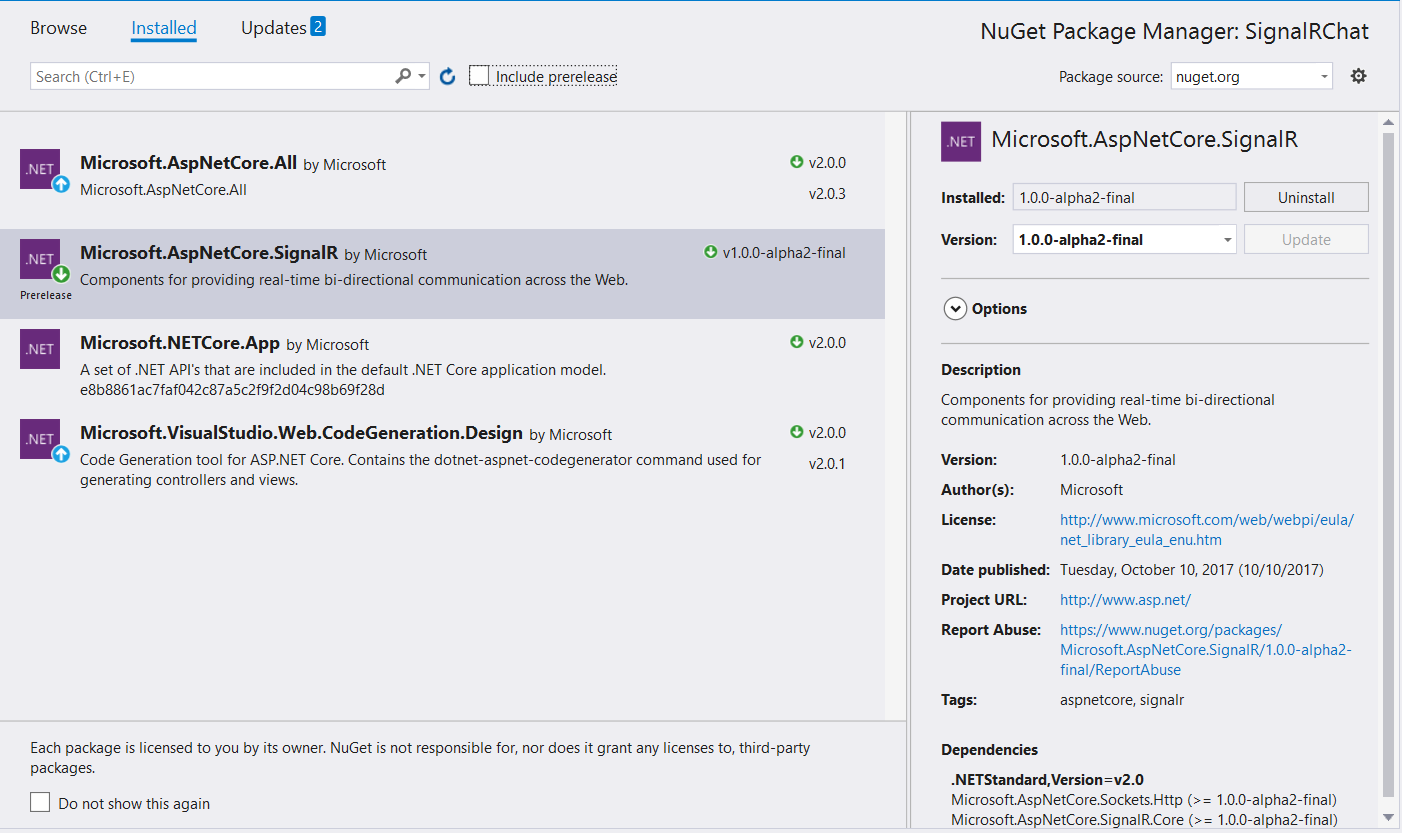 Browse Installed Updates 2
NuGet Package Manager: SignalRChat
Search (Ctrl+E) Include prerelease
Package source: nuget.org
.NET Microsoft.AspNetCore.All by Microsoft v2.0.0
Microsoft.AspNetCore.All v2.0.3
.NET Microsoft.AspNetCore.SignalR by Microsoft v1.0.0-alpha2-final
Components for providing real-time bi-directional communication across the Web.
Prerelease
.NET Microsoft.NETCore.App by Microsoft v2.0.0
A set of .NET API's that are included in the default .NET Core application model.
e8b8861ac7faf042c87a5c2f9f2d04c98b69f28d
.NET Microsoft.VisualStudio.Web.CodeGeneration.Design by Microsoft v2.0.0
Code Generation tool for ASP.NET Core. Contains the dotnet-aspnet-codegenerator command used for v2.0.1
generating controllers and views.
Each package is licensed to you by its owner. NuGet is not responsible for, nor does it grant any licenses to, third-party
packages.
Do not show this again
.NET Microsoft.AspNetCore.SignalR
Installed: 1.0.0-alpha2-final Uninstall
Version: 1.0.0-alpha2-final Update
Options
Description
Components for providing real-time bi-directional
communication across the Web.
Version: 1.0.0-alpha2-final
Author(s): Microsoft
License: http://www.microsoft.com/web/webpi/eula/
net_library_eula_enu.htm
Date published: Tuesday, October 10, 2017 (10/10/2017)
Project URL: http://www.asp.net/
Report Abuse: https://www.nuget.org/packages/
Microsoft.AspNetCore.SignalR/1.0.0-alpha2-
final/ReportAbuse
Tags: aspnetcore, signalr
Dependencies
.NETStandard,Version=v2.0
Microsoft.AspNetCore.Sockets.Http (>= 1.0.0-alpha2-final)
Microsoft.AspNetCore.SignalR.Core (>= 1.0.0-alpha2-final)